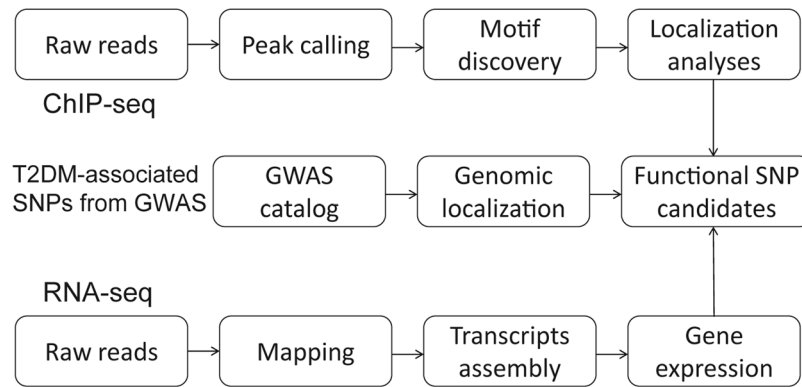 Raw reads
Peak calling
Motif
discovery
Localization
analyses
ChIP-seq
T2DM-associated
SNPs from GWAS
GWAS
catalog
Genomic
localization
Functional SNP
candidates
RNA-seq
Raw reads
Mapping
Transcripts
assembly
Gene
expression